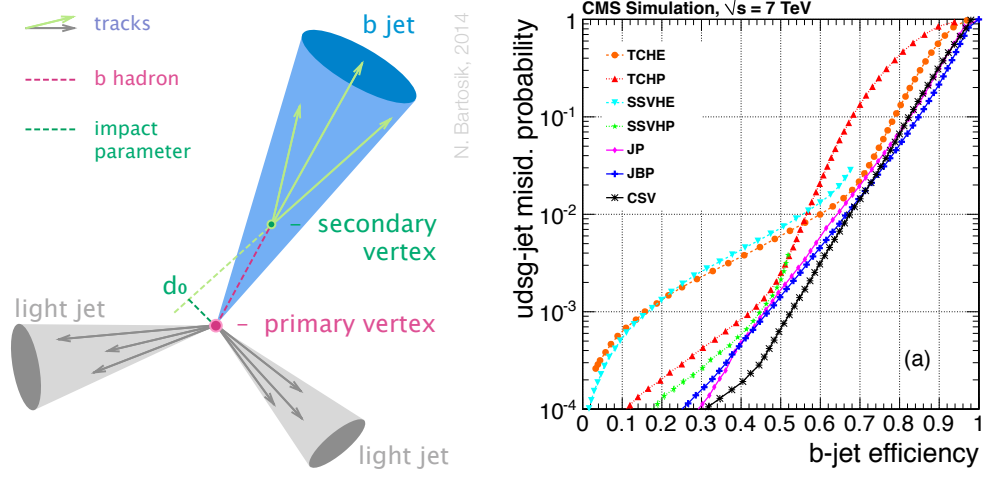 tracks
b hadron
impact
parameter
b jet
N. Bartosik, 2014
secondary
vertex
d₀
light jet
primary vertex
light jet
CMS Simulation, √s = 7 TeV
udsg-jet misid. probability
1
10⁻¹
10⁻²
10⁻³
10⁻⁴
TCHE
TCHP
SSVHE
SSVHP
JP
JBP
CSV
(a)
0 0.1 0.2 0.3 0.4 0.5 0.6 0.7 0.8 0.9 1
b-jet efficiency